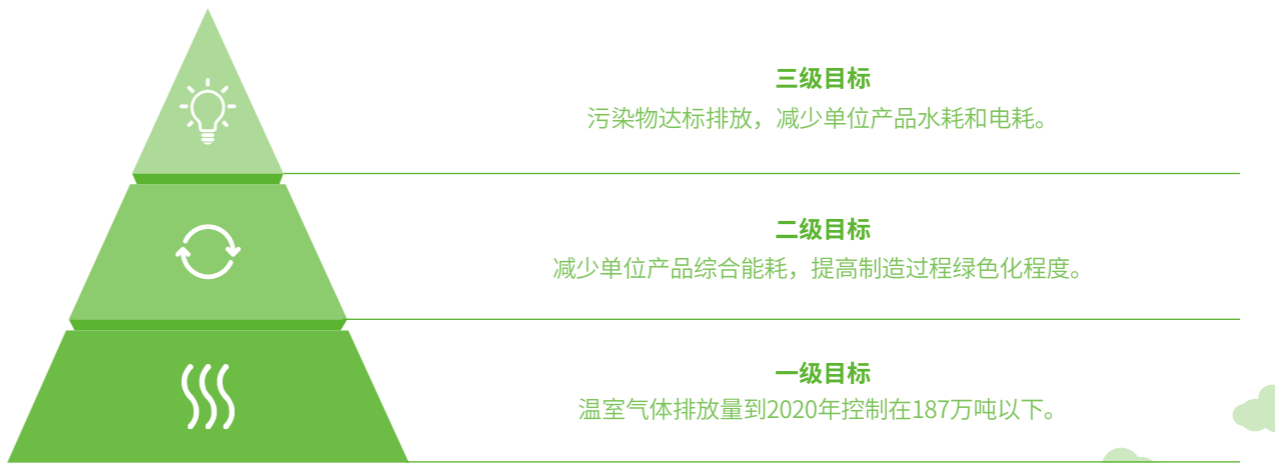 三级目标
污染物达标排放，减少单位产品水耗和电耗。
二级目标
减少单位产品综合能耗，提高制造过程绿色化程度。
一级目标
温室气体排放量到2020年控制在187万吨以下。